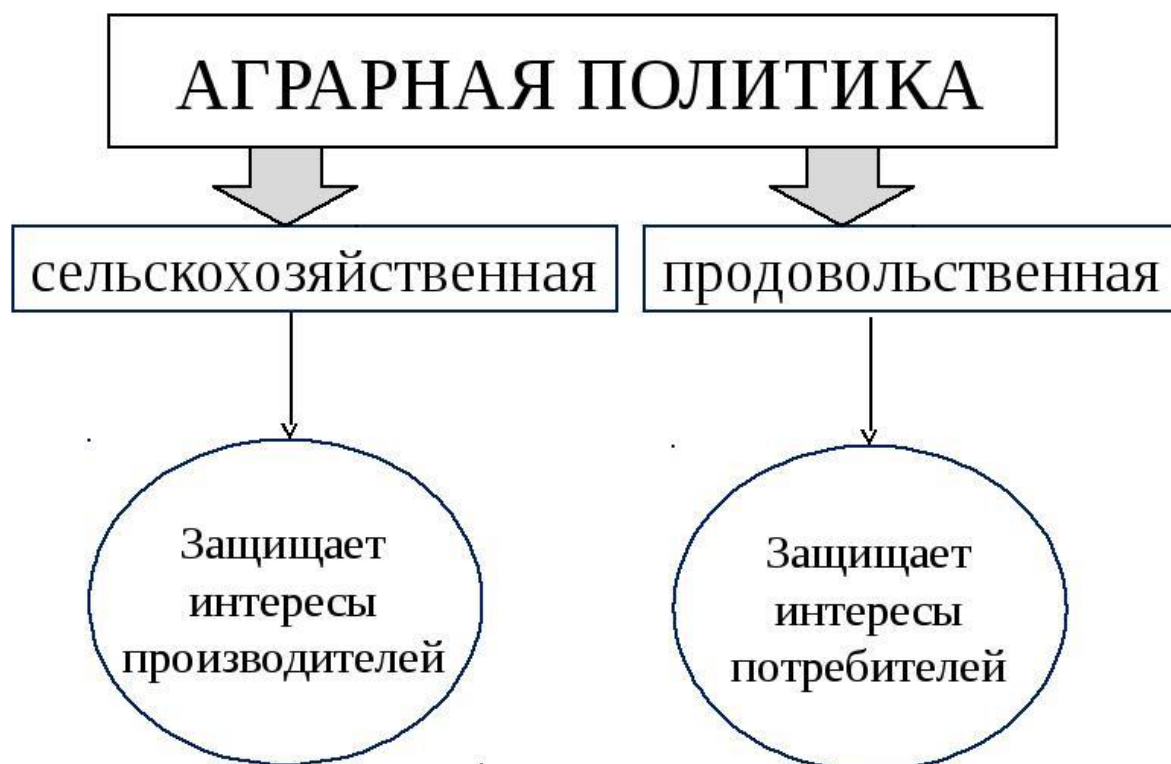 АГРАРНАЯ ПОЛИТИКА
сельскохозяйственная
продовольственная
Защищает
интересы
производителей
Защищает
интересы
потребителей